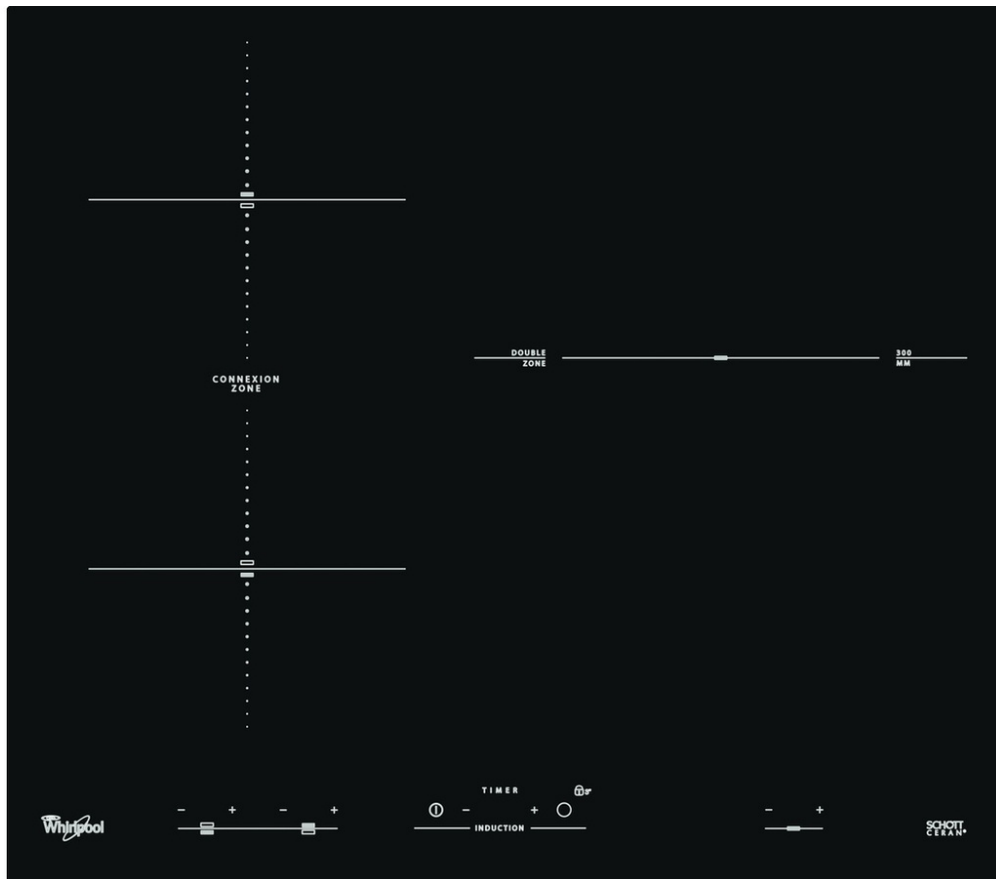 DOUBLE
ZONE
300
MM
CONNEXION
ZONE
TIMER
- + - +
- +
- +
INDUCTION
Whirlpool
SCHOTT
CERAN